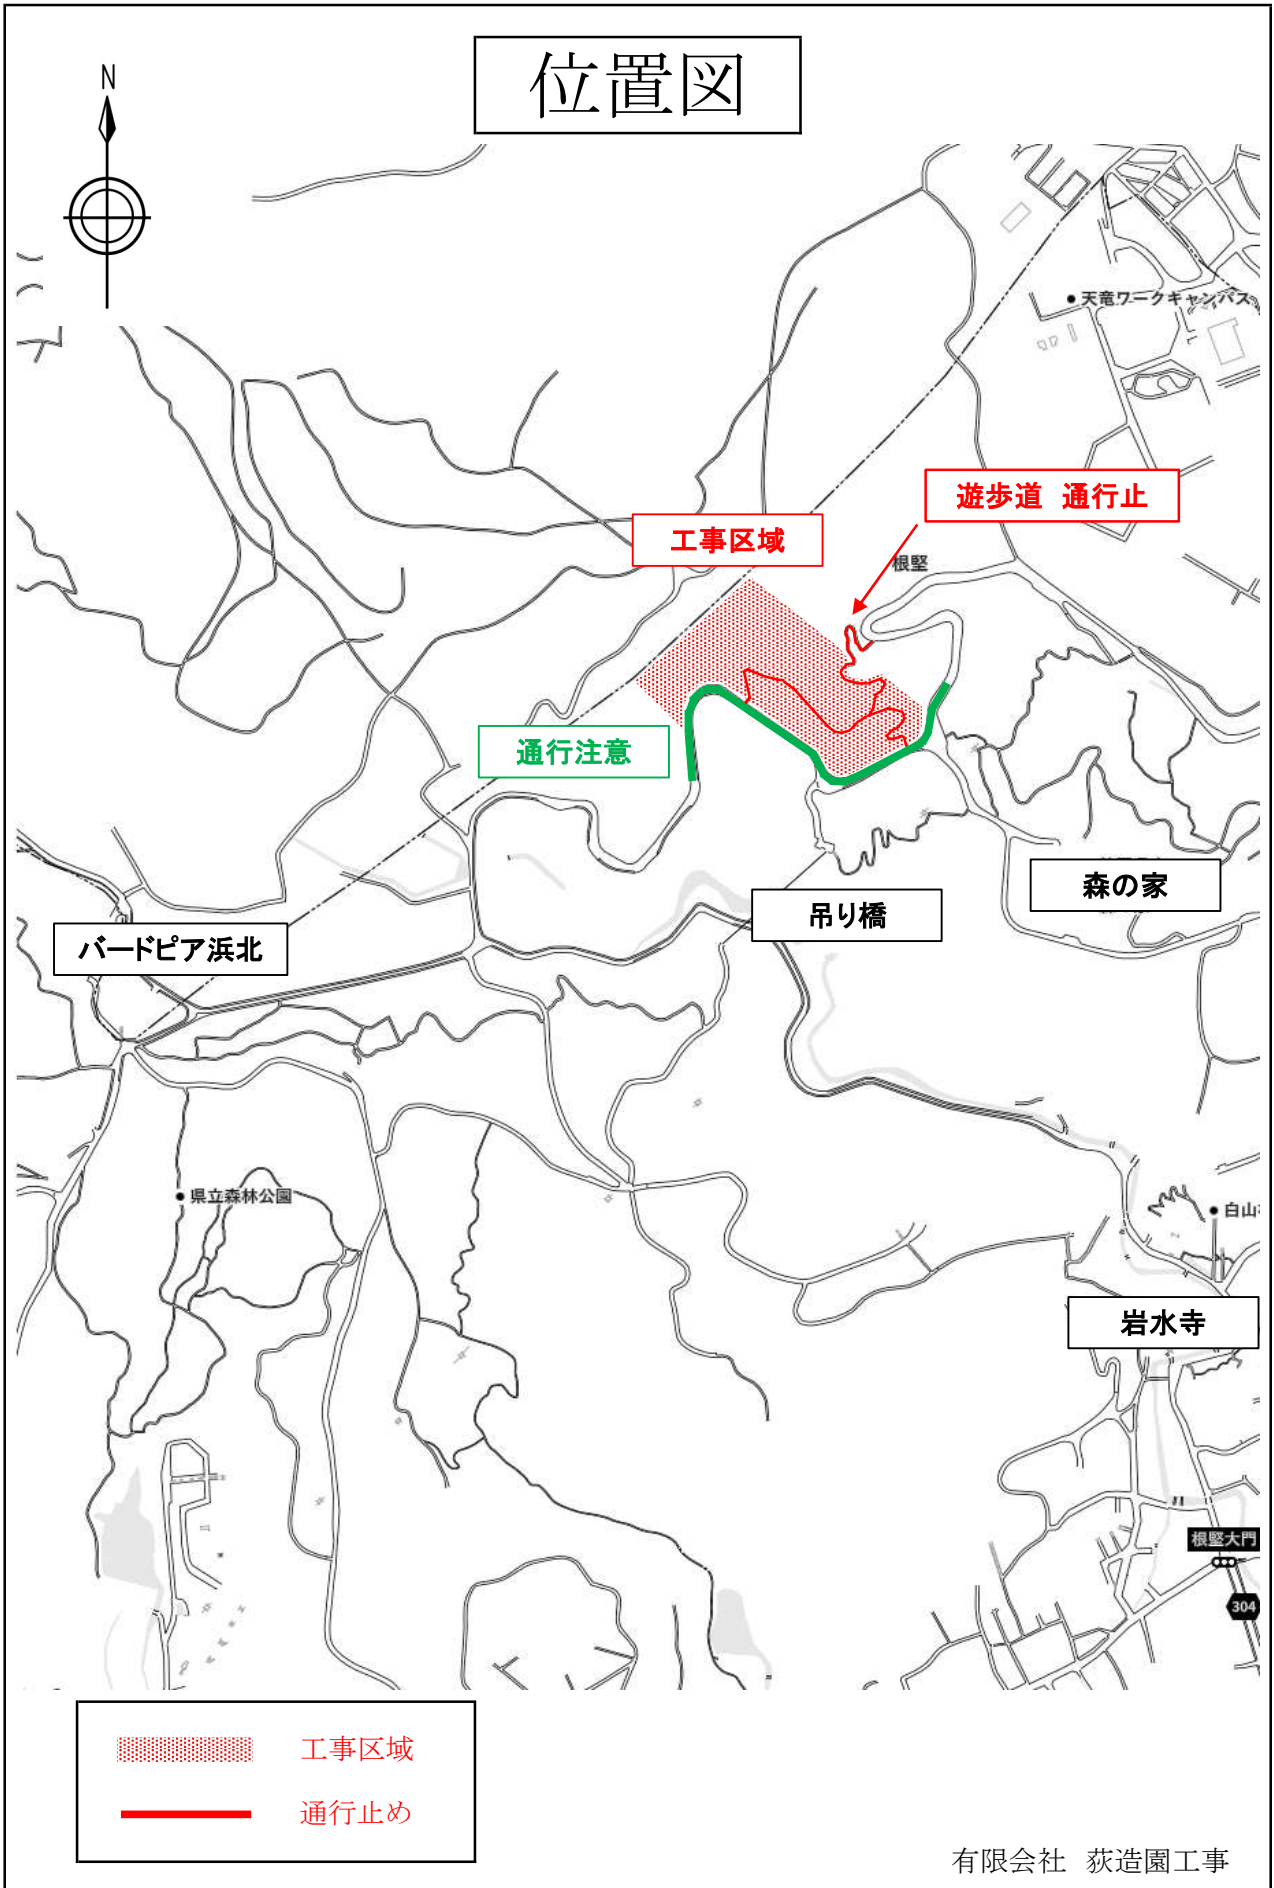 位置図
N
天竜ワークキャンパス
遊歩道 通行止
工事区域
根堅
通行注意
森の家
吊り橋
バードピア浜北
県立森林公園
白山
岩水寺
根堅大門
304
工事区域
通行止め
有限会社 荻造園工事